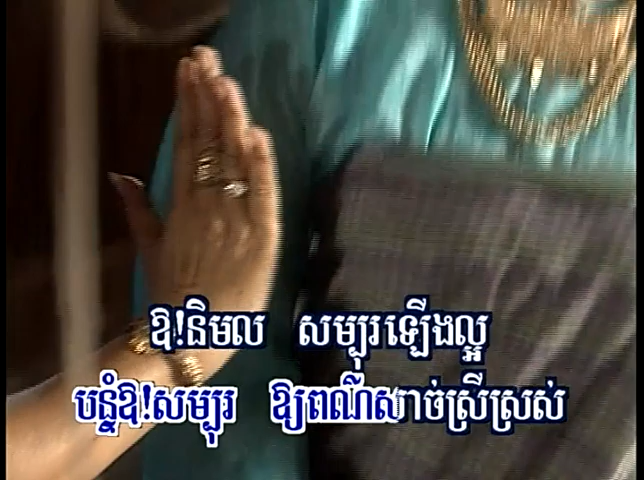 ឱ!និមល សម្បុរឡើងល្អ
បន្ទំឱ!សម្បុរ ឱ្យពណ៌សាច់ស្រីស្រស់